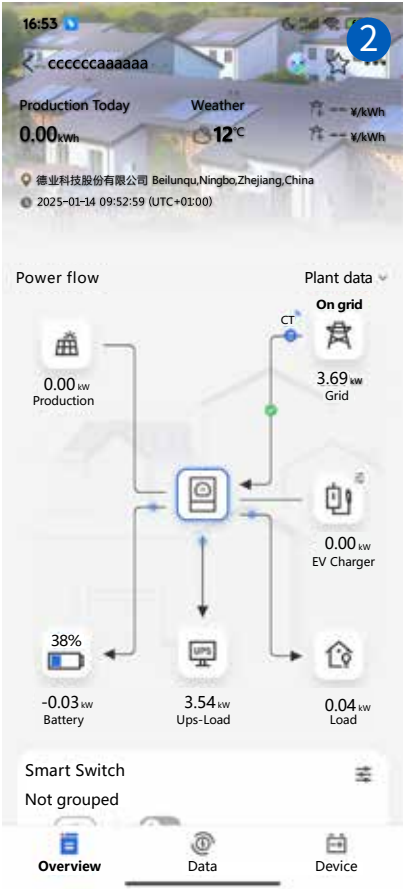 16:53
2
ccccccaaaaaa
Production Today
Weather
-- ¥/kWh
0.00kWh
12℃
-- ¥/kWh
德业科技股份有限公司 Beilunqu,Ningbo,Zhejiang,China
2025-01-14 09:52:59 (UTC+01:00)
Power flow
Plant data
On grid
CT
3.69 kW
Grid
0.00 kW
Production
0.00 kW
EV Charger
38%
UPS
-0.03 kW
Battery
3.54 kW
Ups-Load
0.04 kW
Load
Smart Switch
Not grouped
Overview
Data
Device